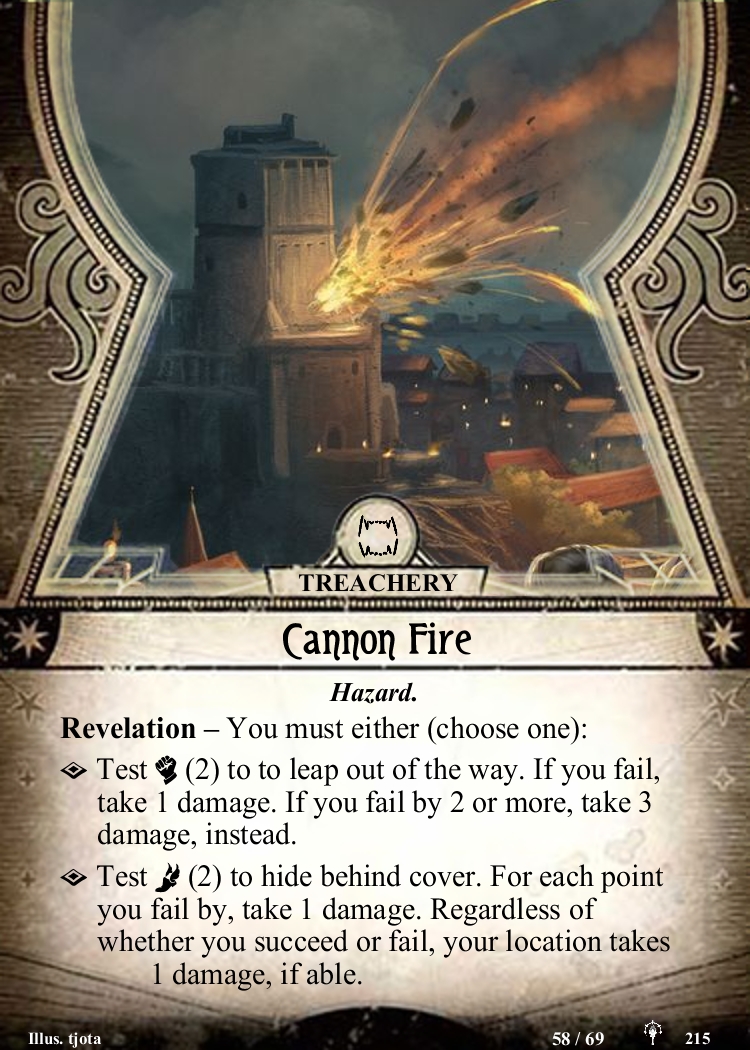 TREACHERY
Cannon Fire
Hazard.
Revelation – You must either (choose one):
Test (2) to to leap out of the way. If you fail,
take 1 damage. If you fail by 2 or more, take 3
damage, instead.
Test (2) to hide behind cover. For each point
you fail by, take 1 damage. Regardless of
whether you succeed or fail, your location takes
1 damage, if able.
Illus. tjota
58 / 69
215